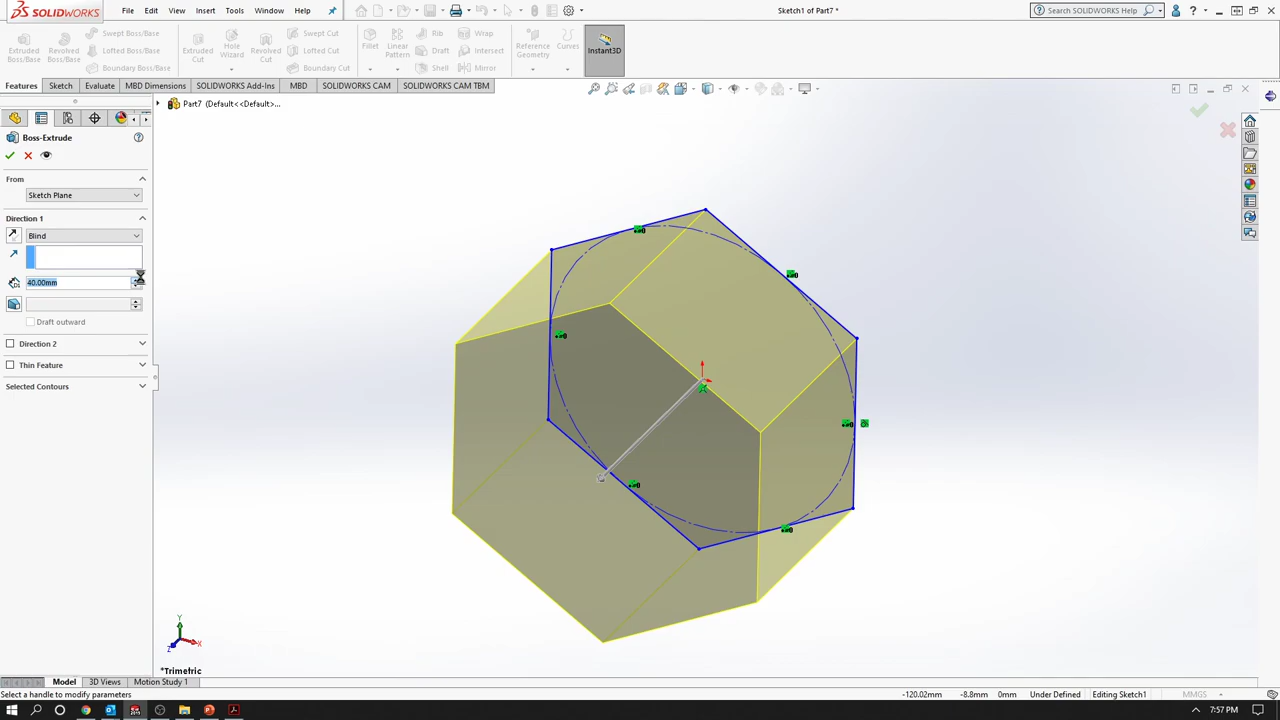 SOLIDWORKS
File Edit View Insert Tools Window Help
Sketch1 of Part7 *
Search SOLIDWORKS Help
Extruded Boss/Base
Revolved Boss/Base
Swept Boss/Base
Lofted Boss/Base
Boundary Boss/Base
Extruded Cut
Hole Wizard
Revolved Cut
Swept Cut
Lofted Cut
Boundary Cut
Fillet
Linear Pattern
Rib
Draft
Shell
Wrap
Intersect
Mirror
Reference Geometry
Curves
Instant3D
Features Sketch Evaluate MBD Dimensions SOLIDWORKS Add-Ins MBD SOLIDWORKS CAM SOLIDWORKS CAM TBM
Part7 (Default<<Default>...
Boss-Extrude
From
Sketch Plane
Direction 1
Blind
40.00mm
Draft outward
Direction 2
Thin Feature
Selected Contours
Y
X
Z
*Trimetric
Model 3D Views Motion Study 1
Select a handle to modify parameters
-120.02mm -8.8mm 0mm Under Defined Editing Sketch1 MMGS
7:57 PM